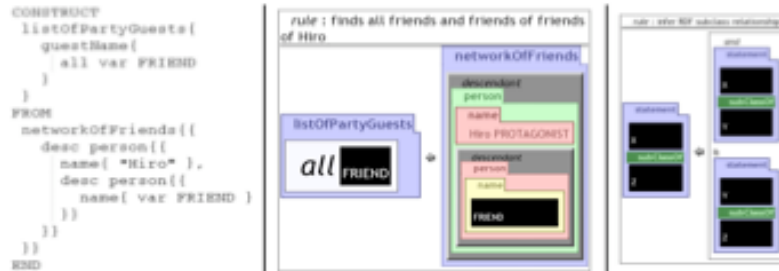 CONSTRUCT
listOfPartyGuests{
guestName{
all var FRIEND
}
}
FROM
networkOfFriends{{
desc person{{
name{ "Hiro" },
desc person{{
name{ var FRIEND }
}}
}}
}}
END
rule : finds all friends and friends of friends
of Hiro
listOfPartyGuests
all FRIEND
networkOfFriends
descendant
person
name
Hiro PROTAGONIST
descendant
person
name
FRIEND
rule : infer RDF subclass relationship
statement
X
subClassOf
Z
and
statement
X
subClassOf
Y
statement
Y
subClassOf
Z